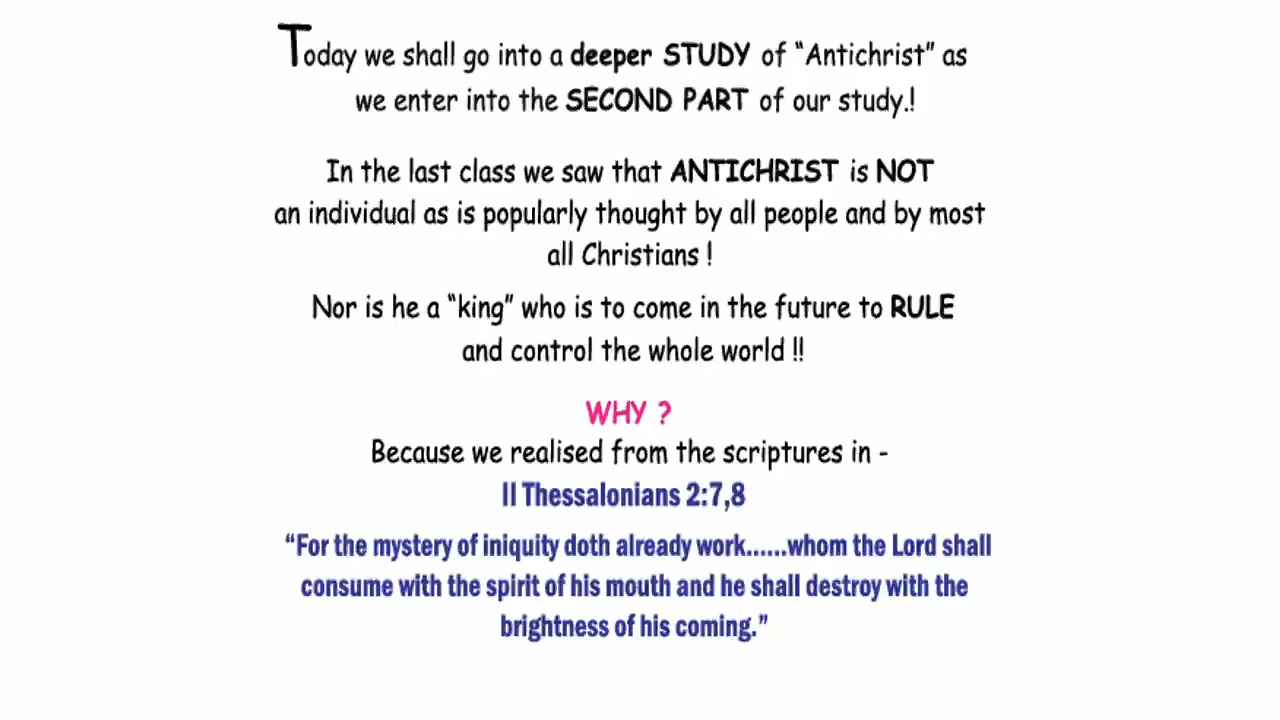 Today we shall go into a deeper STUDY of “Antichrist” as
we enter into the SECOND PART of our study.!
In the last class we saw that ANTICHRIST is NOT
an individual as is popularly thought by all people and by most
all Christians !
Nor is he a “king” who is to come in the future to RULE
and control the whole world !!
WHY ?
Because we realised from the scriptures in -
II Thessalonians 2:7,8
“For the mystery of iniquity doth already work......whom the Lord shall
consume with the spirit of his mouth and he shall destroy with the
brightness of his coming.”